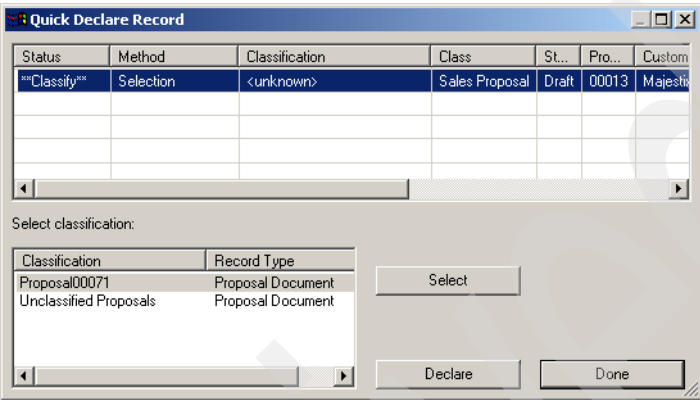 Quick Declare Record
Status Method Classification Class St... Pro... Custom
**Classify** Selection <unknown> Sales Proposal Draft 00013 Majestix
Select classification:
Classification Record Type
Proposal00071 Proposal Document
Unclassified Proposals Proposal Document
Select
Declare Done